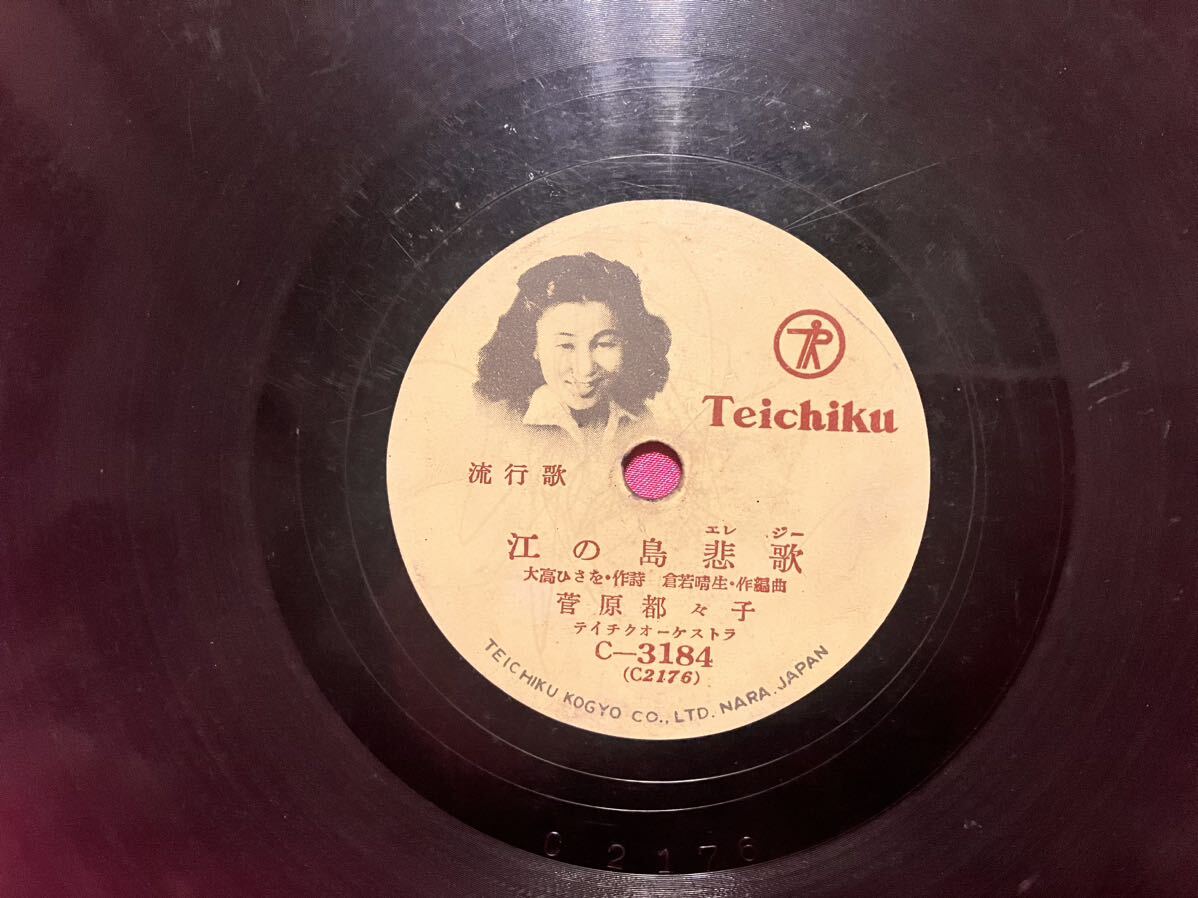 Teichiku
流行歌
エレジー
江の島悲歌
大高ひさを・作詩 倉若晴生・作編曲
菅原都々子
テイチクオーケストラ
C-3184
(C2176)
TEICHIKU KOGYO CO., LTD. NARA. JAPAN
C 2176